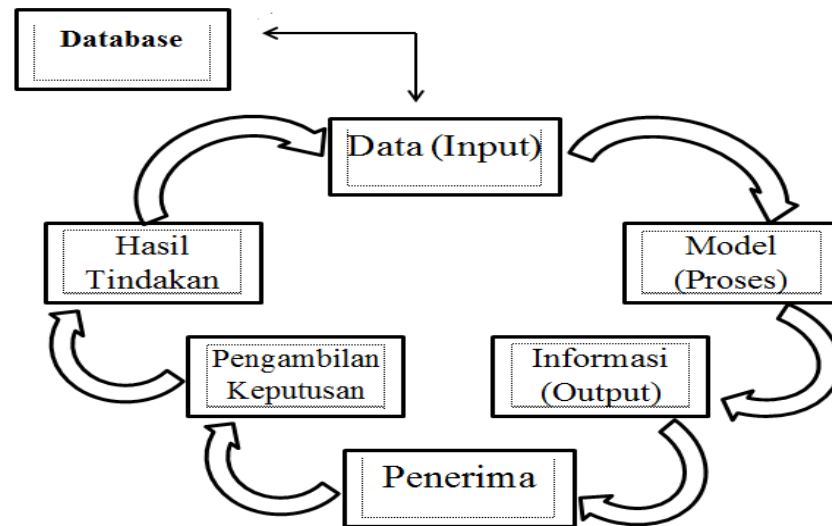 Database
Data (Input)
Model
(Proses)
Informasi
(Output)
Penerima
Pengambilan
Keputusan
Hasil
Tindakan